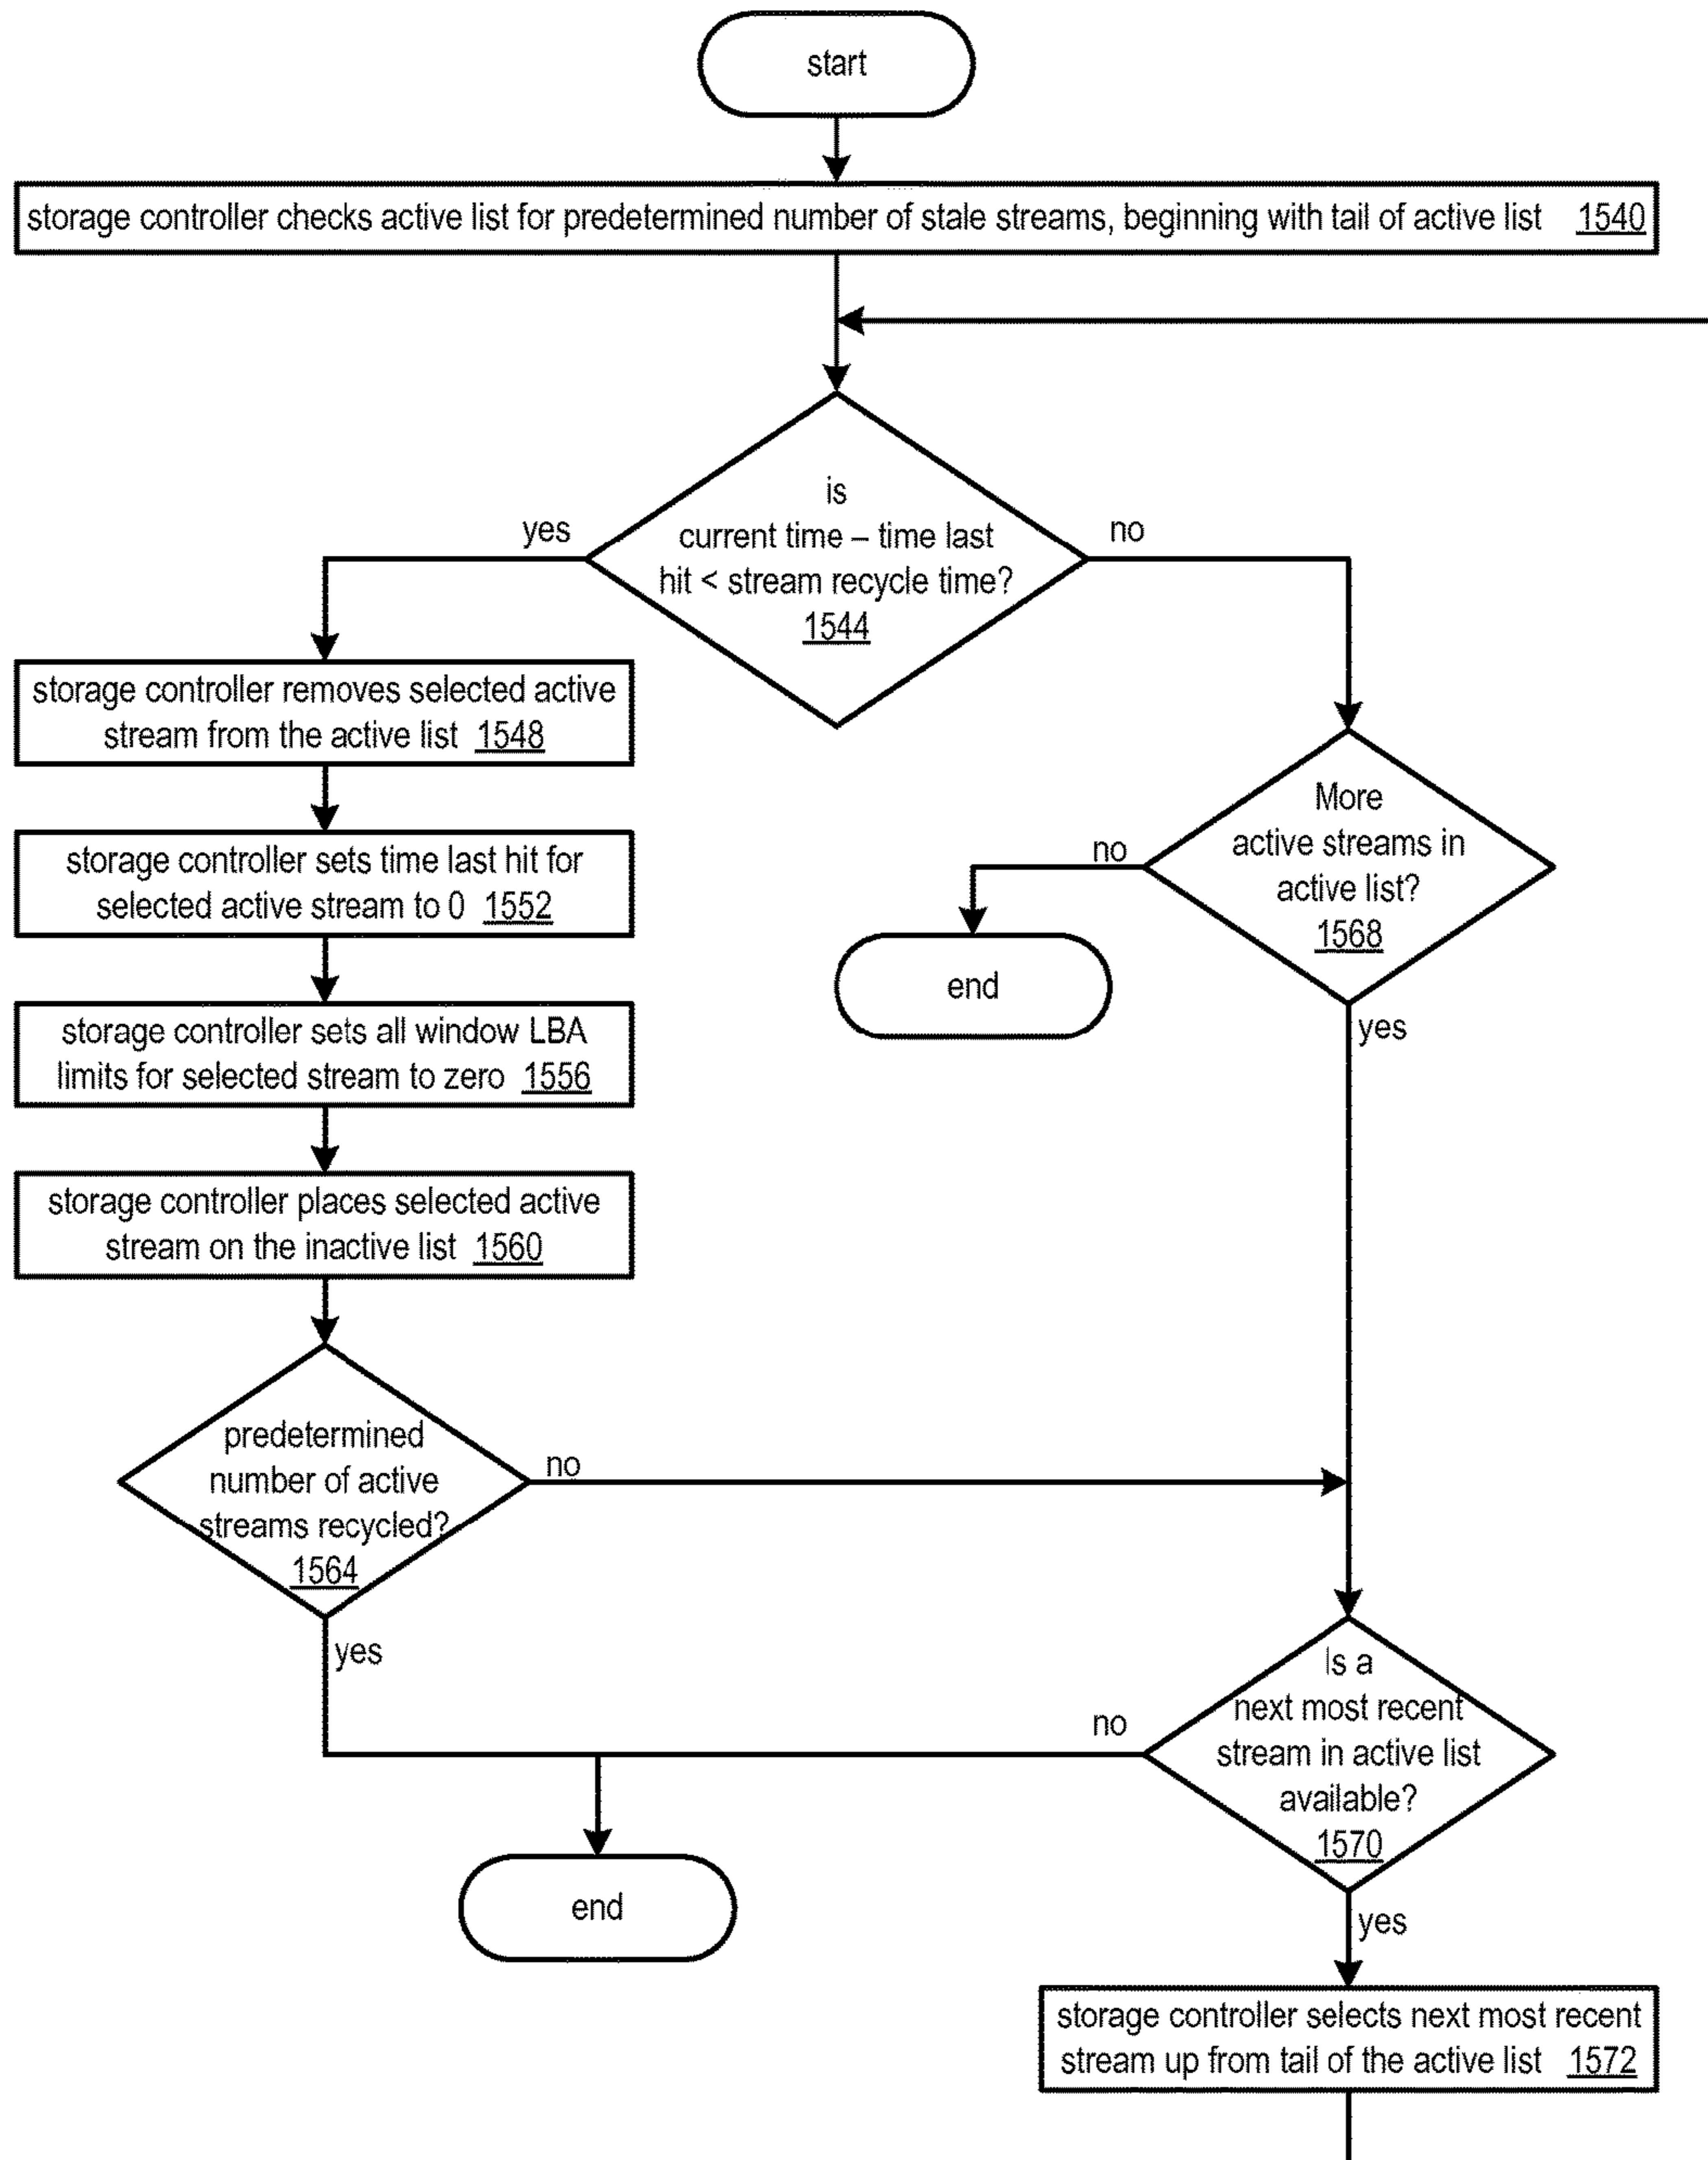 start
storage controller checks active list for predetermined number of stale streams, beginning with tail of active list 1540
is
current time – time last
hit < stream recycle time?
1544
yes
no
storage controller removes selected active
stream from the active list 1548
storage controller sets time last hit for
selected active stream to 0 1552
storage controller sets all window LBA
limits for selected stream to zero 1556
storage controller places selected active
stream on the inactive list 1560
predetermined
number of active
streams recycled?
1564
no
yes
More
active streams in
active list?
1568
no
end
yes
Is a
next most recent
stream in active list
available?
1570
no
end
yes
storage controller selects next most recent
stream up from tail of the active list 1572